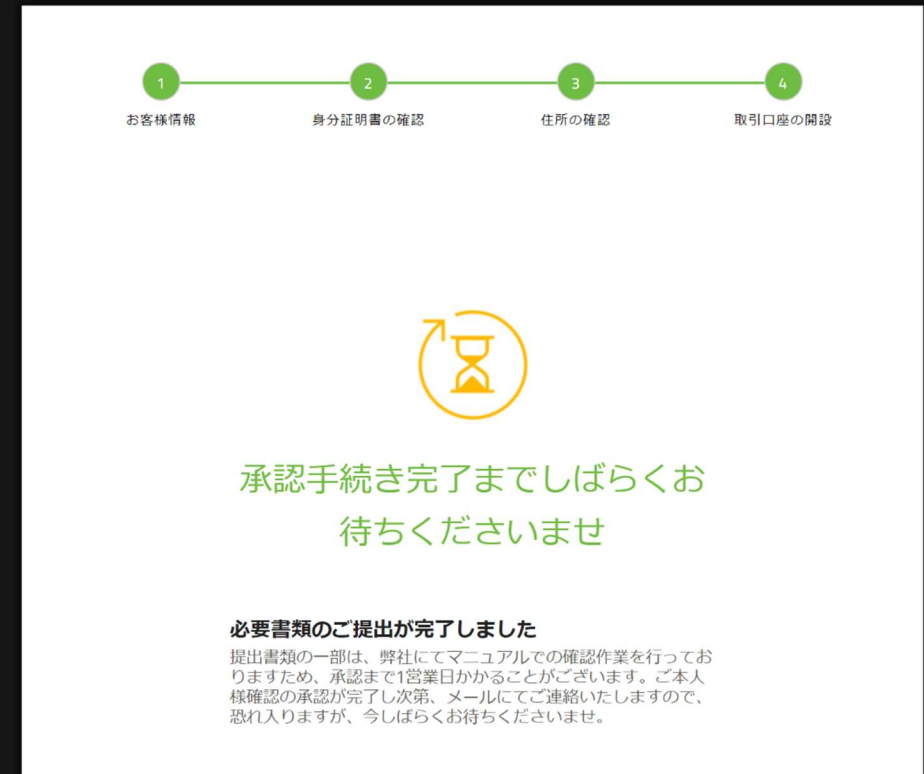 1 2 3 4
お客様情報 身分証明書の確認 住所の確認 取引口座の開設
承認手続き完了までしばらくお
待ちくださいませ
必要書類のご提出が完了しました
提出書類の一部は、弊社にてマニュアルでの確認作業を行ってお
りますため、承認まで1営業日かかることがございます。ご本人
様確認の承認が完了し次第、メールにてご連絡いたしますので、
恐れ入りますが、今しばらくお待ちくださいませ。